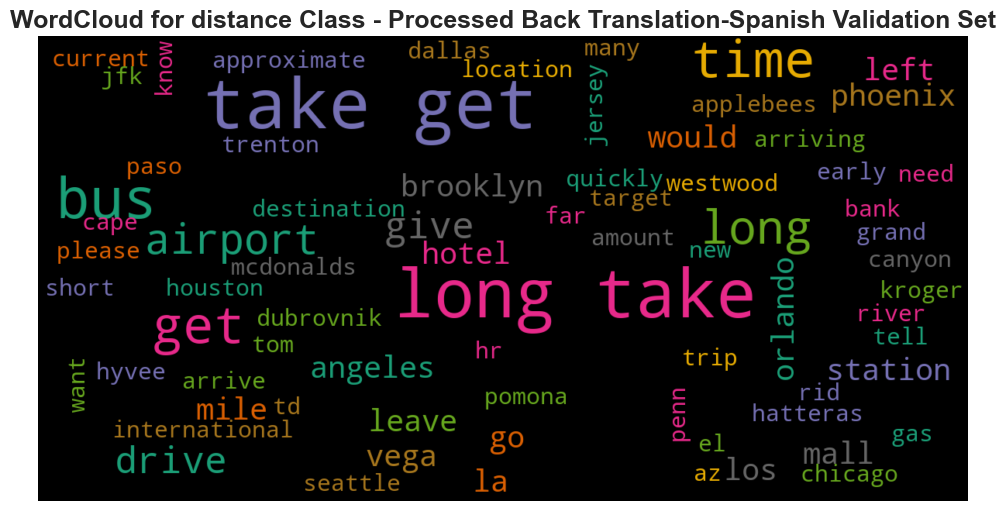 WordCloud for distance Class - Processed Back Translation-Spanish Validation Set
current
jfk
know
approximate
dallas
location
many
time
left
take get
jersey
applebees
phoenix
trenton
would
arriving
paso
bus
cape
please
destination
airport
brooklyn
give
quickly
target
westwood
early
need
far
amount
long
new
bank
grand
canyon
mcdonalds
hotel
short
houston
long take
orlando
kroger
river
tell
get
dubrovnik
tom
hr
trip
station
want
hyvee
arrive
angeles
rid
hatteras
mile
td
pomona
penn
international
leave
go
el
gas
drive
vega
seattle
la
az
los
mall
chicago